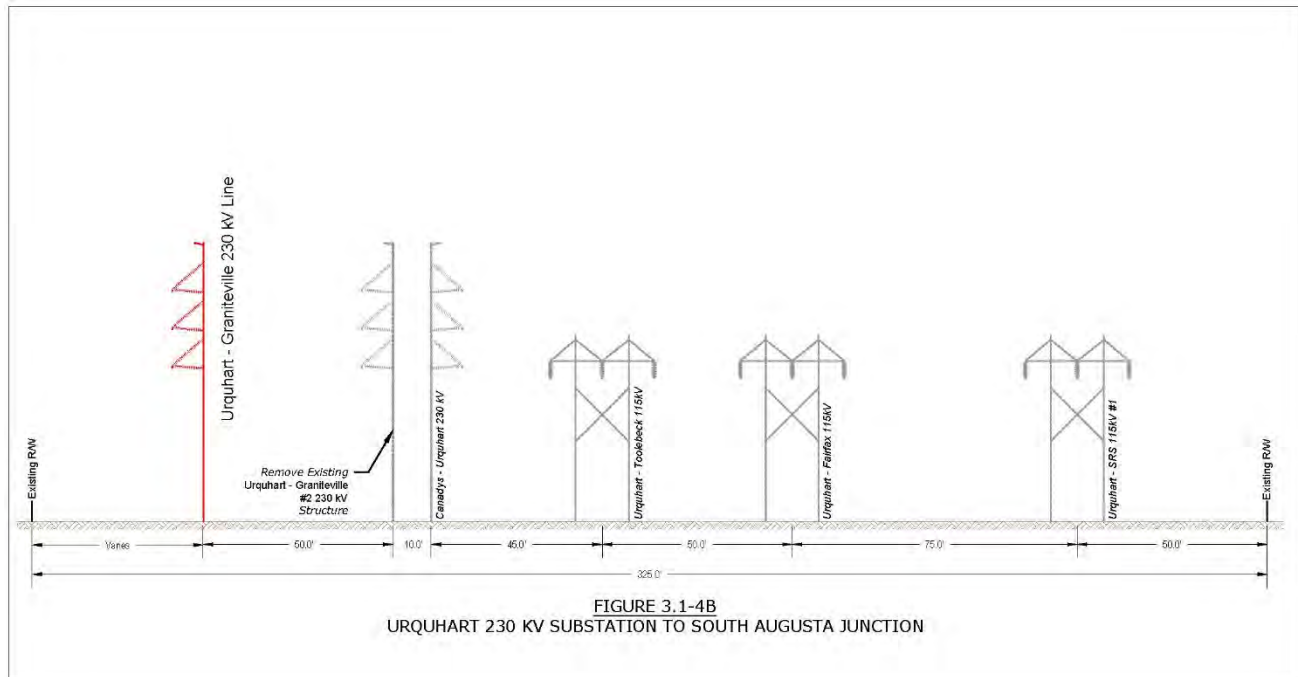 Urquhart - Graniteville 230 kV Line
Remove Existing
Urquhart - Graniteville
#2 230 kV
Structure
Canadys - Urquhart 230 kV
Urquhart - Toolebeck 115kV
Urquhart - Fairfax 115kV
Urquhart - SRS 115kV #1
Existing R/W
Existing R/W
Varies
50.0'
10.0'
45.0'
50.0'
75.0'
50.0'
325.0'
FIGURE 3.1-4B
URQUHART 230 KV SUBSTATION TO SOUTH AUGUSTA JUNCTION